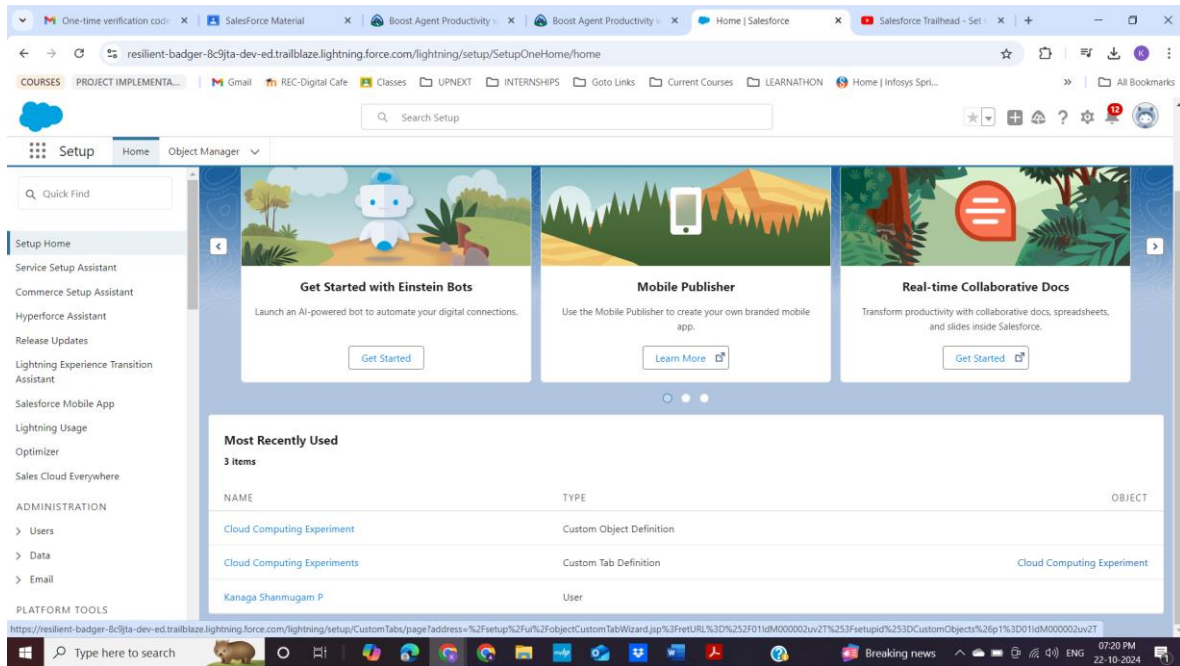 One-time verification code
SalesForce Material
Boost Agent Productivity w
Boost Agent Productivity w
Home | Salesforce
Salesforce Trailhead - Set
resilient-badger-8c9jta-dev-ed.trailblaze.lightning.force.com/lightning/setup/SetupOneHome/home
K
COURSES PROJECT IMPLEMENTA... Gmail REC-Digital Cafe Classes UPNEXT INTERNSHIPS Goto Links Current Courses LEARNATHON Home | Infosys Spri... » All Bookmarks
Search Setup
12
Setup Home Object Manager
Quick Find
Setup Home
Service Setup Assistant
Commerce Setup Assistant
Hyperforce Assistant
Release Updates
Lightning Experience Transition
Assistant
Salesforce Mobile App
Lightning Usage
Optimizer
Sales Cloud Everywhere
ADMINISTRATION
Users
Data
Email
PLATFORM TOOLS
Get Started with Einstein Bots
Launch an AI-powered bot to automate your digital connections.
Get Started
Mobile Publisher
Use the Mobile Publisher to create your own branded mobile
app.
Learn More
Real-time Collaborative Docs
Transform productivity with collaborative docs, spreadsheets,
and slides inside Salesforce.
Get Started
Most Recently Used
3 items
NAME TYPE OBJECT
Cloud Computing Experiment Custom Object Definition
Cloud Computing Experiments Custom Tab Definition Cloud Computing Experiment
Kanaga Shanmugam P User
https://resilient-badger-8c9jta-dev-ed.trailblaze.lightning.force.com/lightning/setup/CustomTabs/page?address=%2Fsetup%2Fui%2FobjectCustomTabWizard.jsp%3FretURL%3D%252F01IdM000002uv2T%253Fsetupid%253DCustomObjects%26p1%3D01IdM000002uv2T
Type here to search
Breaking news
ENG
07:20 PM
22-10-2024